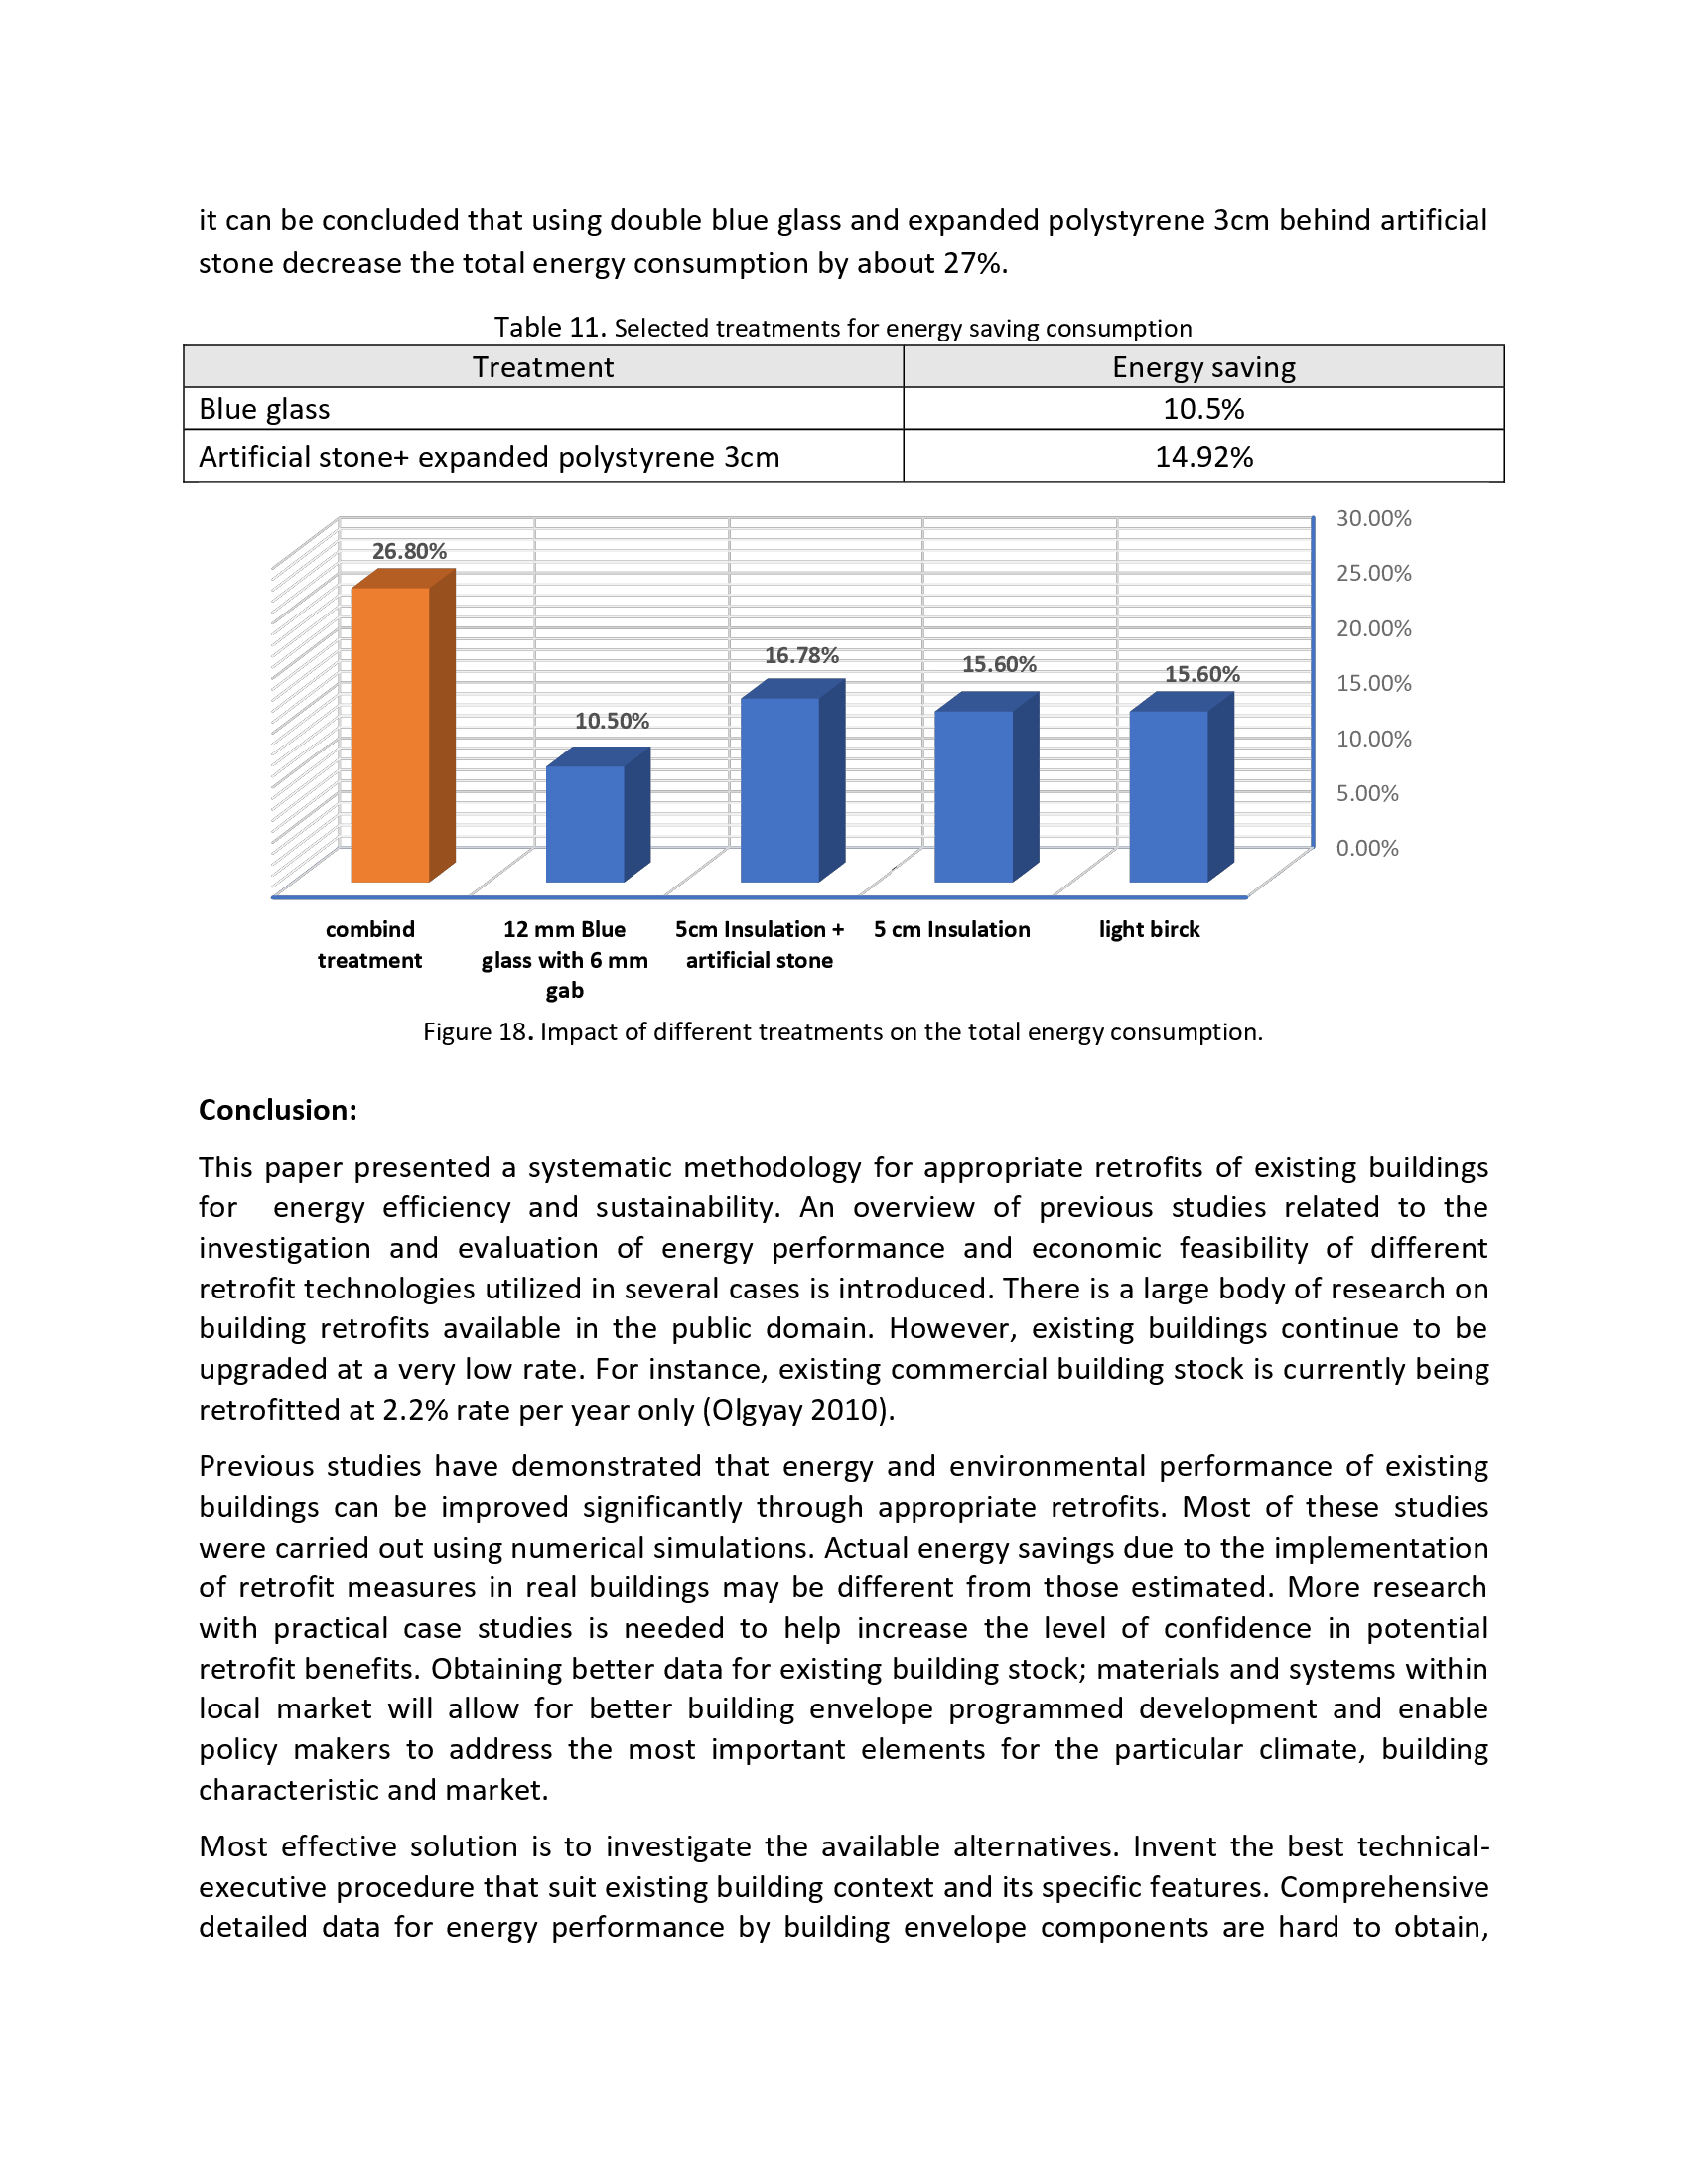 it can be concluded that using double blue glass and expanded polystyrene 3cm behind artificial
stone decrease the total energy consumption by about 27%.
Table 11. Selected treatments for energy saving consumption
Treatment Energy saving
Blue glass 10.5%
Artificial stone+ expanded polystyrene 3cm 14.92%
30.00%
25.00%
20.00%
15.00%
10.00%
5.00%
0.00%
26.80%
10.50%
16.78%
15.60%
15.60%
combind
treatment
12 mm Blue
glass with 6 mm
gab
5cm Insulation +
artificial stone
5 cm Insulation
light birck
Figure 18. Impact of different treatments on the total energy consumption.
Conclusion:
This paper presented a systematic methodology for appropriate retrofits of existing buildings
for energy efficiency and sustainability. An overview of previous studies related to the
investigation and evaluation of energy performance and economic feasibility of different
retrofit technologies utilized in several cases is introduced. There is a large body of research on
building retrofits available in the public domain. However, existing buildings continue to be
upgraded at a very low rate. For instance, existing commercial building stock is currently being
retrofitted at 2.2% rate per year only (Olgyay 2010).
Previous studies have demonstrated that energy and environmental performance of existing
buildings can be improved significantly through appropriate retrofits. Most of these studies
were carried out using numerical simulations. Actual energy savings due to the implementation
of retrofit measures in real buildings may be different from those estimated. More research
with practical case studies is needed to help increase the level of confidence in potential
retrofit benefits. Obtaining better data for existing building stock; materials and systems within
local market will allow for better building envelope programmed development and enable
policy makers to address the most important elements for the particular climate, building
characteristic and market.
Most effective solution is to investigate the available alternatives. Invent the best technical-
executive procedure that suit existing building context and its specific features. Comprehensive
detailed data for energy performance by building envelope components are hard to obtain,